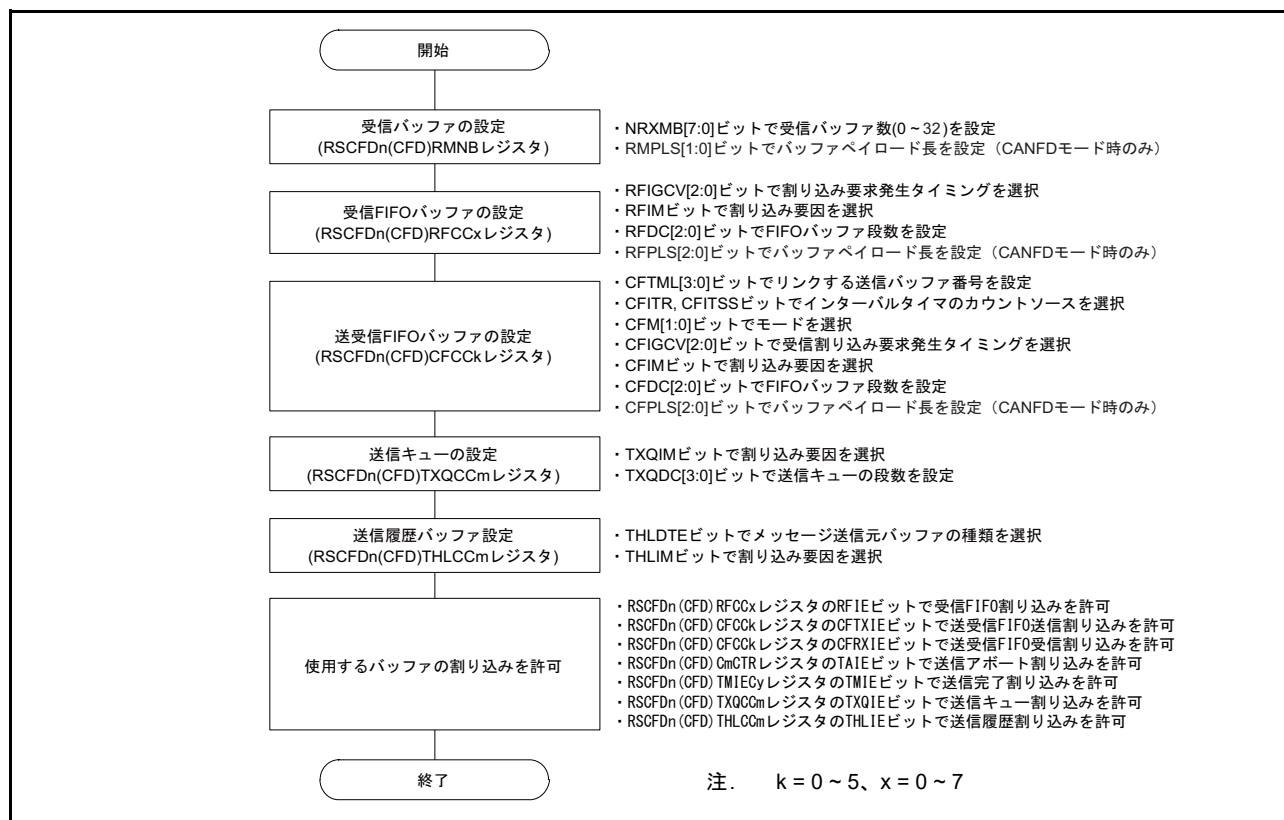 開始
受信バッファの設定
(RSCFDn(CFD)RMNBレジスタ)
・NRXMB[7:0]ビットで受信バッファ数(0 ~ 32)を設定
・RMPLS[1:0]ビットでバッファペイロード長を設定（CANFDモード時のみ）
受信FIFOバッファの設定
(RSCFDn(CFD)RFCCxレジスタ)
・RFIGCV[2:0]ビットで割り込み要求発生タイミングを選択
・RFIMビットで割り込み要因を選択
・RFDC[2:0]ビットでFIFOバッファ段数を設定
・RFPLS[2:0]ビットでバッファペイロード長を設定（CANFDモード時のみ）
送受信FIFOバッファの設定
(RSCFDn(CFD)CFCCkレジスタ)
・CFTML[3:0]ビットでリンクする送信バッファ番号を設定
・CFITR, CFITSSビットでインターバルタイマのカウントソースを選択
・CFM[1:0]ビットでモードを選択
・CFIGCV[2:0]ビットで受信割り込み要求発生タイミングを選択
・CFIMビットで割り込み要因を選択
・CFDC[2:0]ビットでFIFOバッファ段数を設定
・CFPLS[2:0]ビットでバッファペイロード長を設定（CANFDモード時のみ）
送信キューの設定
(RSCFDn(CFD)TXQCCmレジスタ)
・TXQIMビットで割り込み要因を選択
・TXQDC[3:0]ビットで送信キューの段数を設定
送信履歴バッファ設定
(RSCFDn(CFD)THLCCmレジスタ)
・THLDTEビットでメッセージ送信元バッファの種類を選択
・THLIMビットで割り込み要因を選択
使用するバッファの割り込みを許可
・RSCFDn(CFD)RFCCxレジスタのRFIEビットで受信FIFO割り込みを許可
・RSCFDn(CFD)CFCCkレジスタのCFTXIEビットで送受信FIFO送信割り込みを許可
・RSCFDn(CFD)CFCCkレジスタのCFRXIEビットで送受信FIFO受信割り込みを許可
・RSCFDn(CFD)CmCTRレジスタのTAIEビットで送信アボート割り込みを許可
・RSCFDn(CFD)TMIECyレジスタのTMIEビットで送信完了割り込みを許可
・RSCFDn(CFD)TXQCCmレジスタのTXQIEビットで送信キュー割り込みを許可
・RSCFDn(CFD)THLCCmレジスタのTHLIEビットで送信履歴割り込みを許可
終了
注. k = 0 ~ 5、x = 0 ~ 7